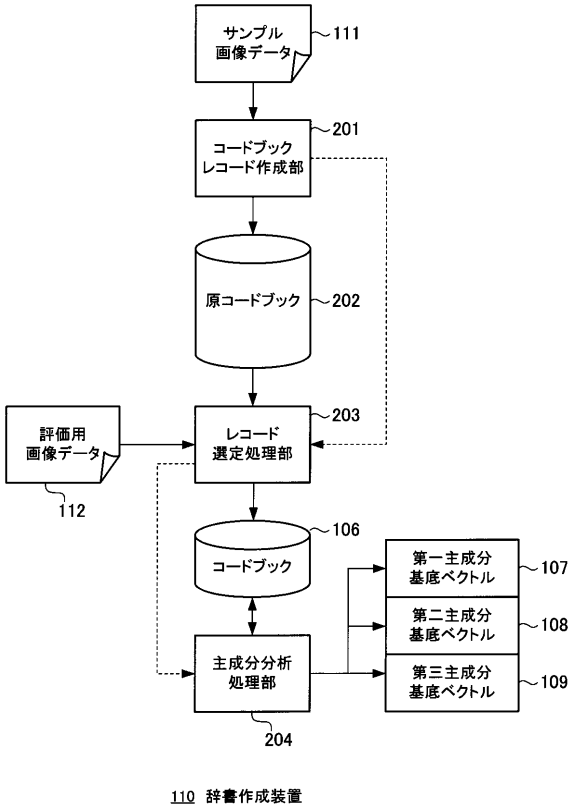 サンプル
画像データ
111
コードブック
レコード作成部
201
原コードブック
202
レコード
選定処理部
203
評価用
画像データ
112
コードブック
106
主成分分析
処理部
204
第一主成分
基底ベクトル
107
第二主成分
基底ベクトル
108
第三主成分
基底ベクトル
109
110 辞書作成装置